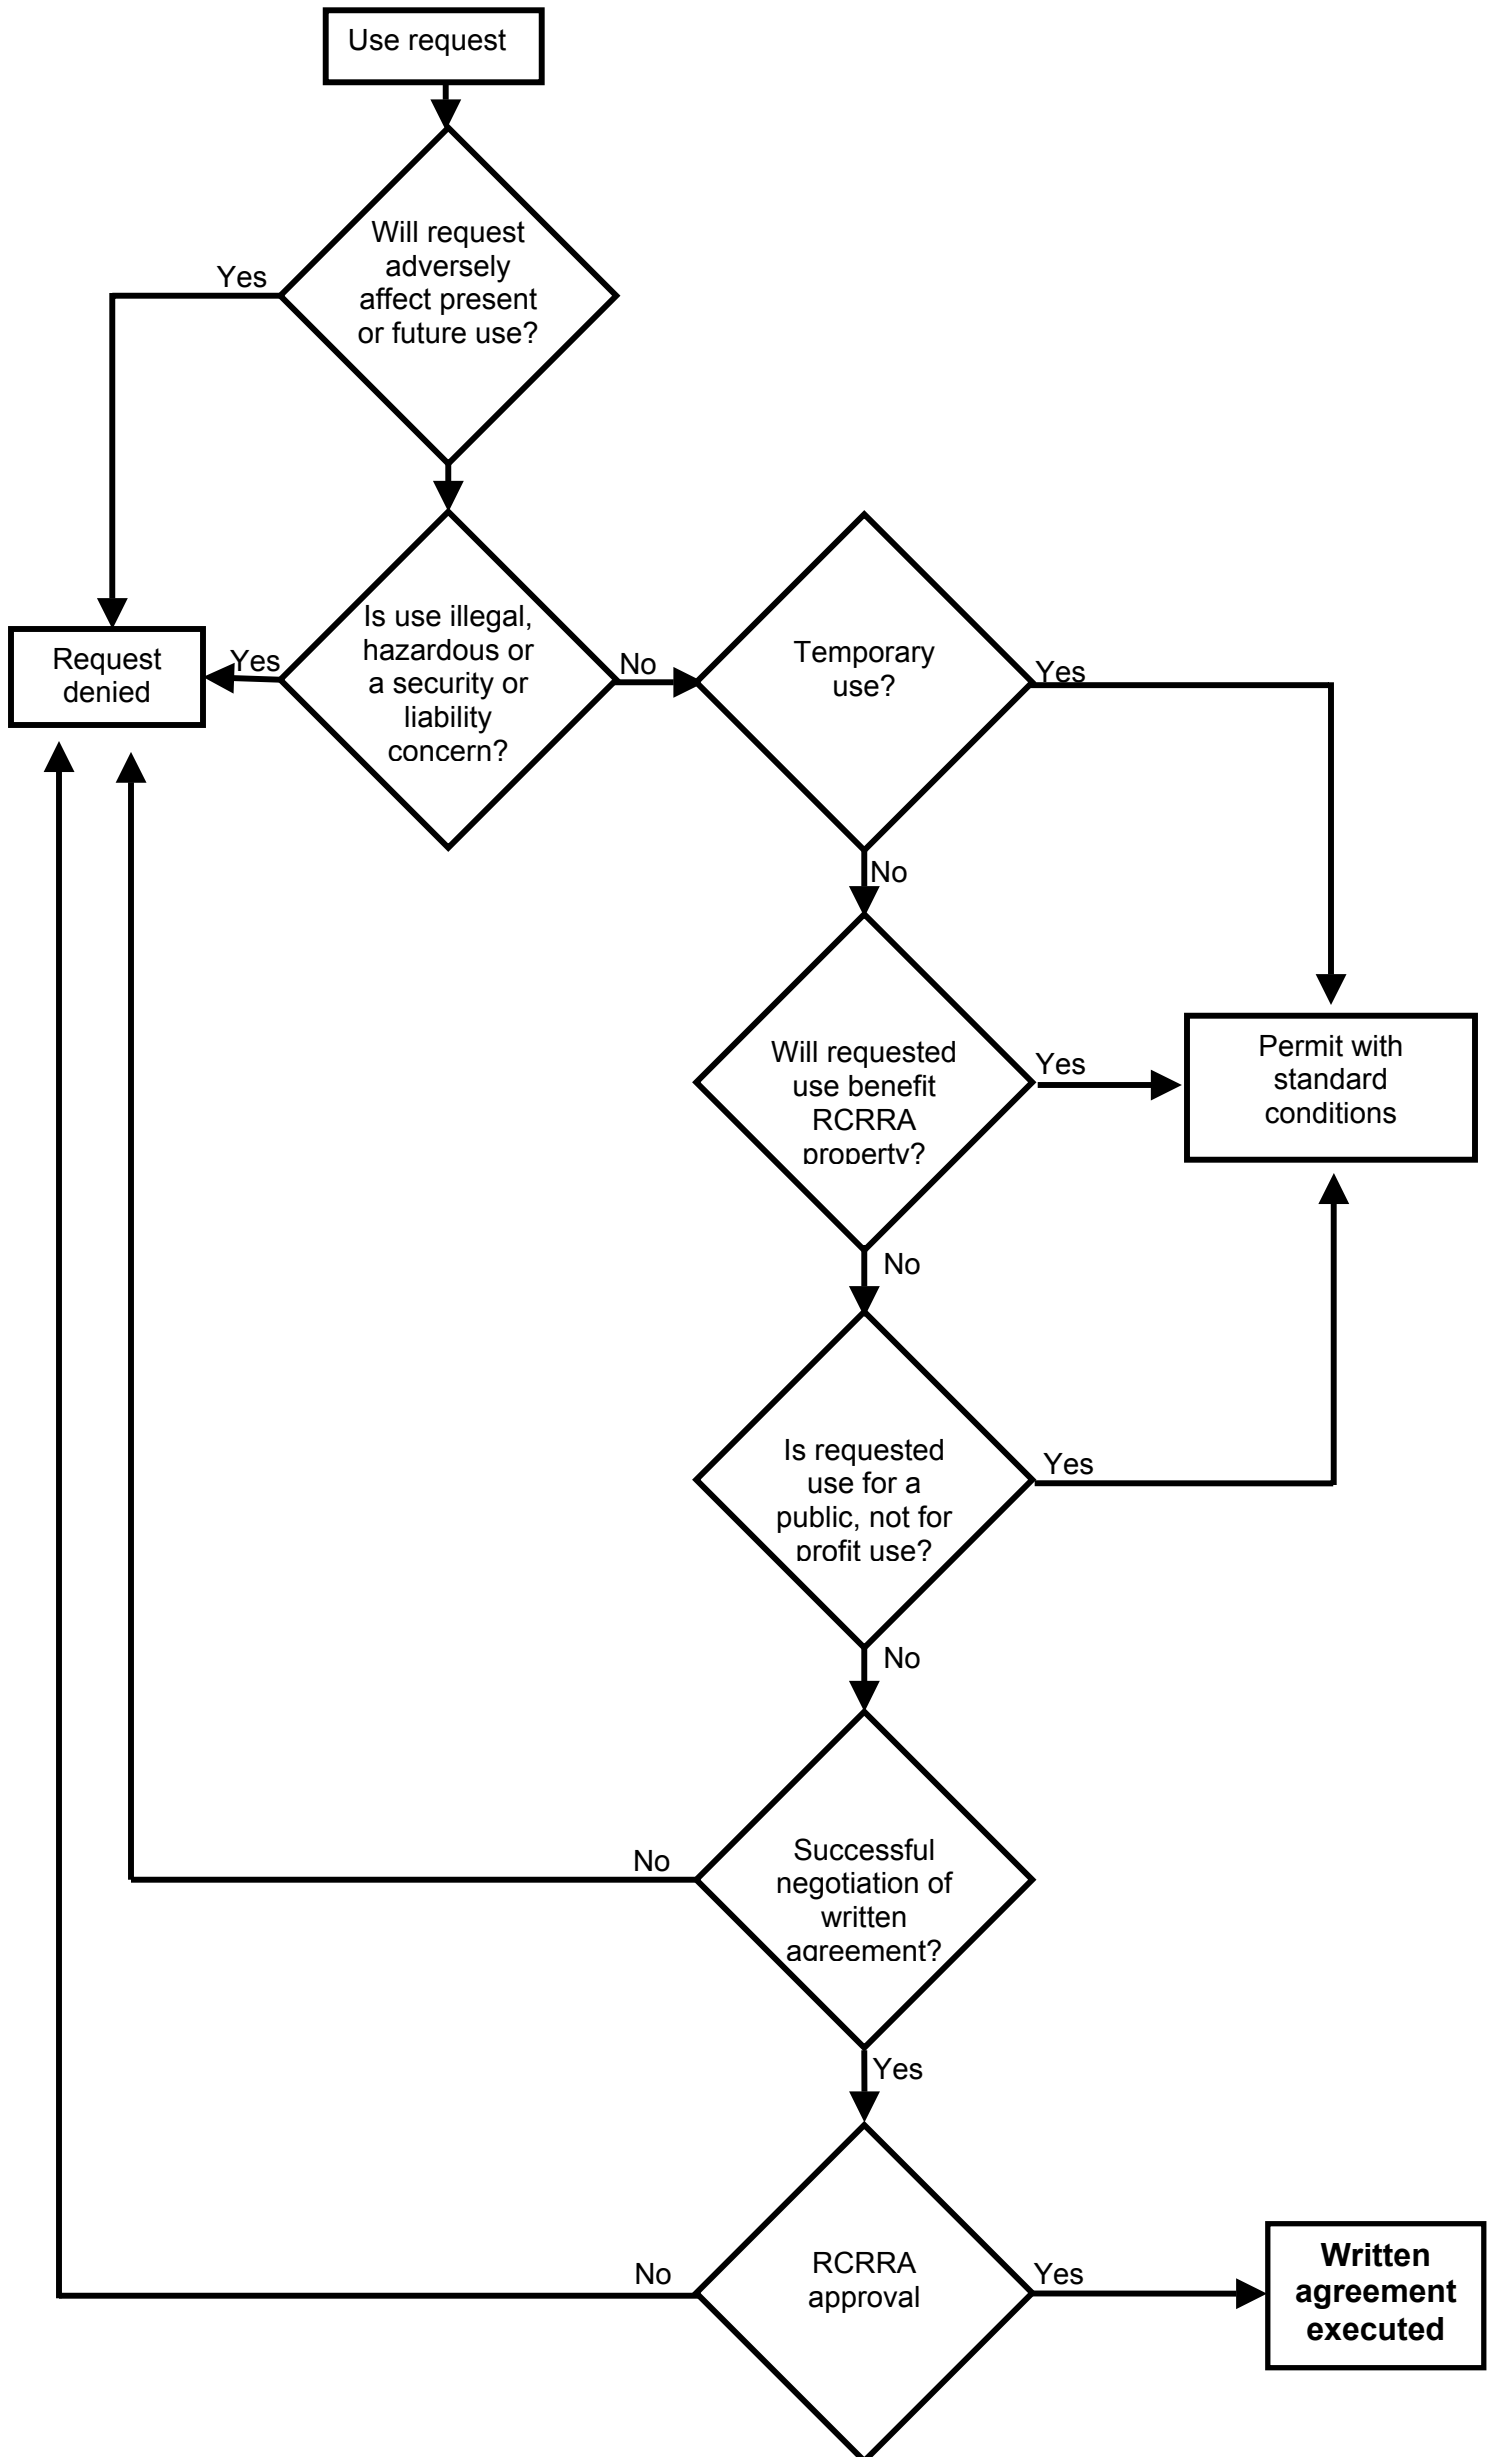 Use request
Will request
adversely
affect present
or future use?
Yes
Is use illegal,
hazardous or
a security or
liability
concern?
Yes
Request
denied
No
Temporary
use?
Yes
No
Will requested
use benefit
RCRRA
property?
Yes
Permit with
standard
conditions
No
Is requested
use for a
public, not for
profit use?
Yes
No
Successful
negotiation of
written
agreement?
No
Yes
RCRRA
approval
No
Yes
Written
agreement
executed